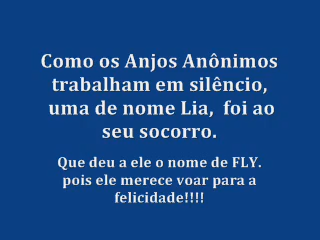 Como os Anjos Anônimos
trabalham em silêncio,
uma de nome Lia, foi ao
seu socorro.
Que deu a ele o nome de FLY.
pois ele merece voar para a
felicidade!!!!